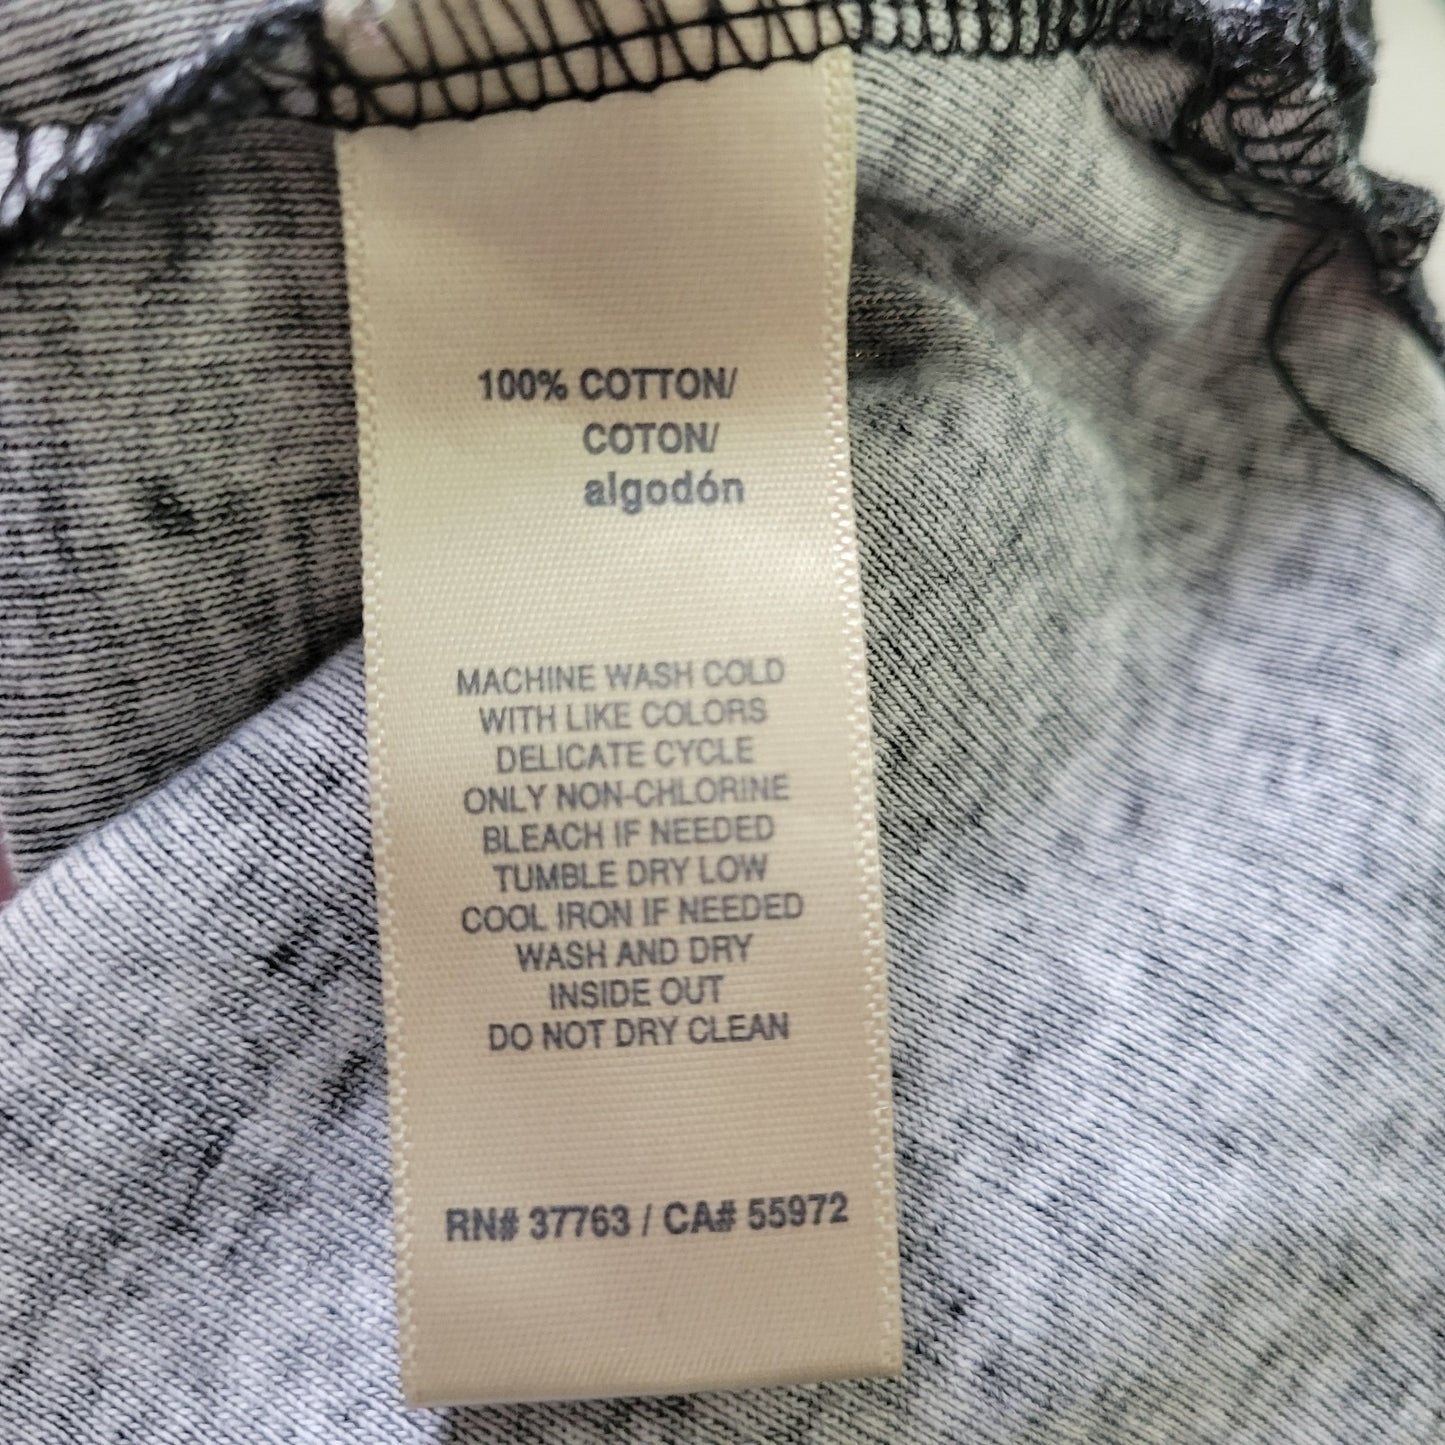 100% COTTON/
COTON/
algodón
MACHINE WASH COLD
WITH LIKE COLORS
DELICATE CYCLE
ONLY NON-CHLORINE
BLEACH IF NEEDED
TUMBLE DRY LOW
COOL IRON IF NEEDED
WASH AND DRY
INSIDE OUT
DO NOT DRY CLEAN
RN# 37763 / CA# 55972